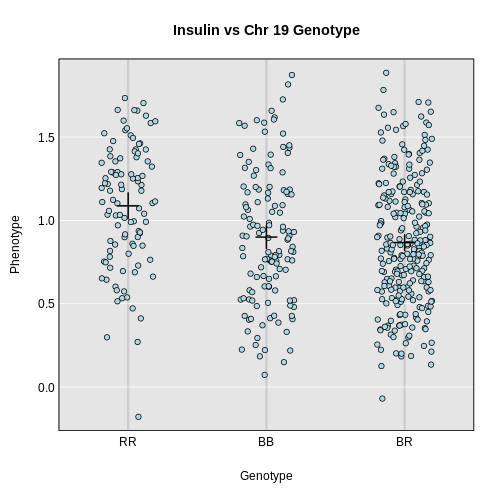 Insulin vs Chr 19 Genotype
Phenotype
1.5
1.0
0.5
0.0
RR BB BR
Genotype